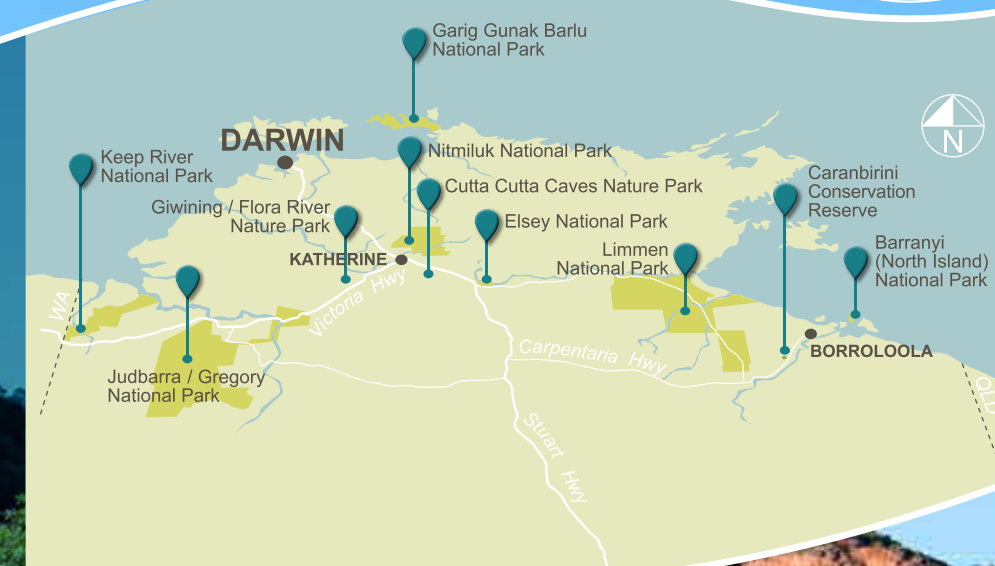 Garig Gunak Barlu
National Park
DARWIN
Nitmiluk National Park
Keep River
National Park
Cutta Cutta Caves Nature Park
Caranbirini
Conservation
Reserve
Giwining / Flora River
Nature Park
Elsey National Park
Limmen
National Park
Barranyi
(North Island)
National Park
KATHERINE
Victoria Hwy
WA
Carpentaria Hwy
BORROLOOLA
Judbarra / Gregory
National Park
Stuart Hwy
QLD
N